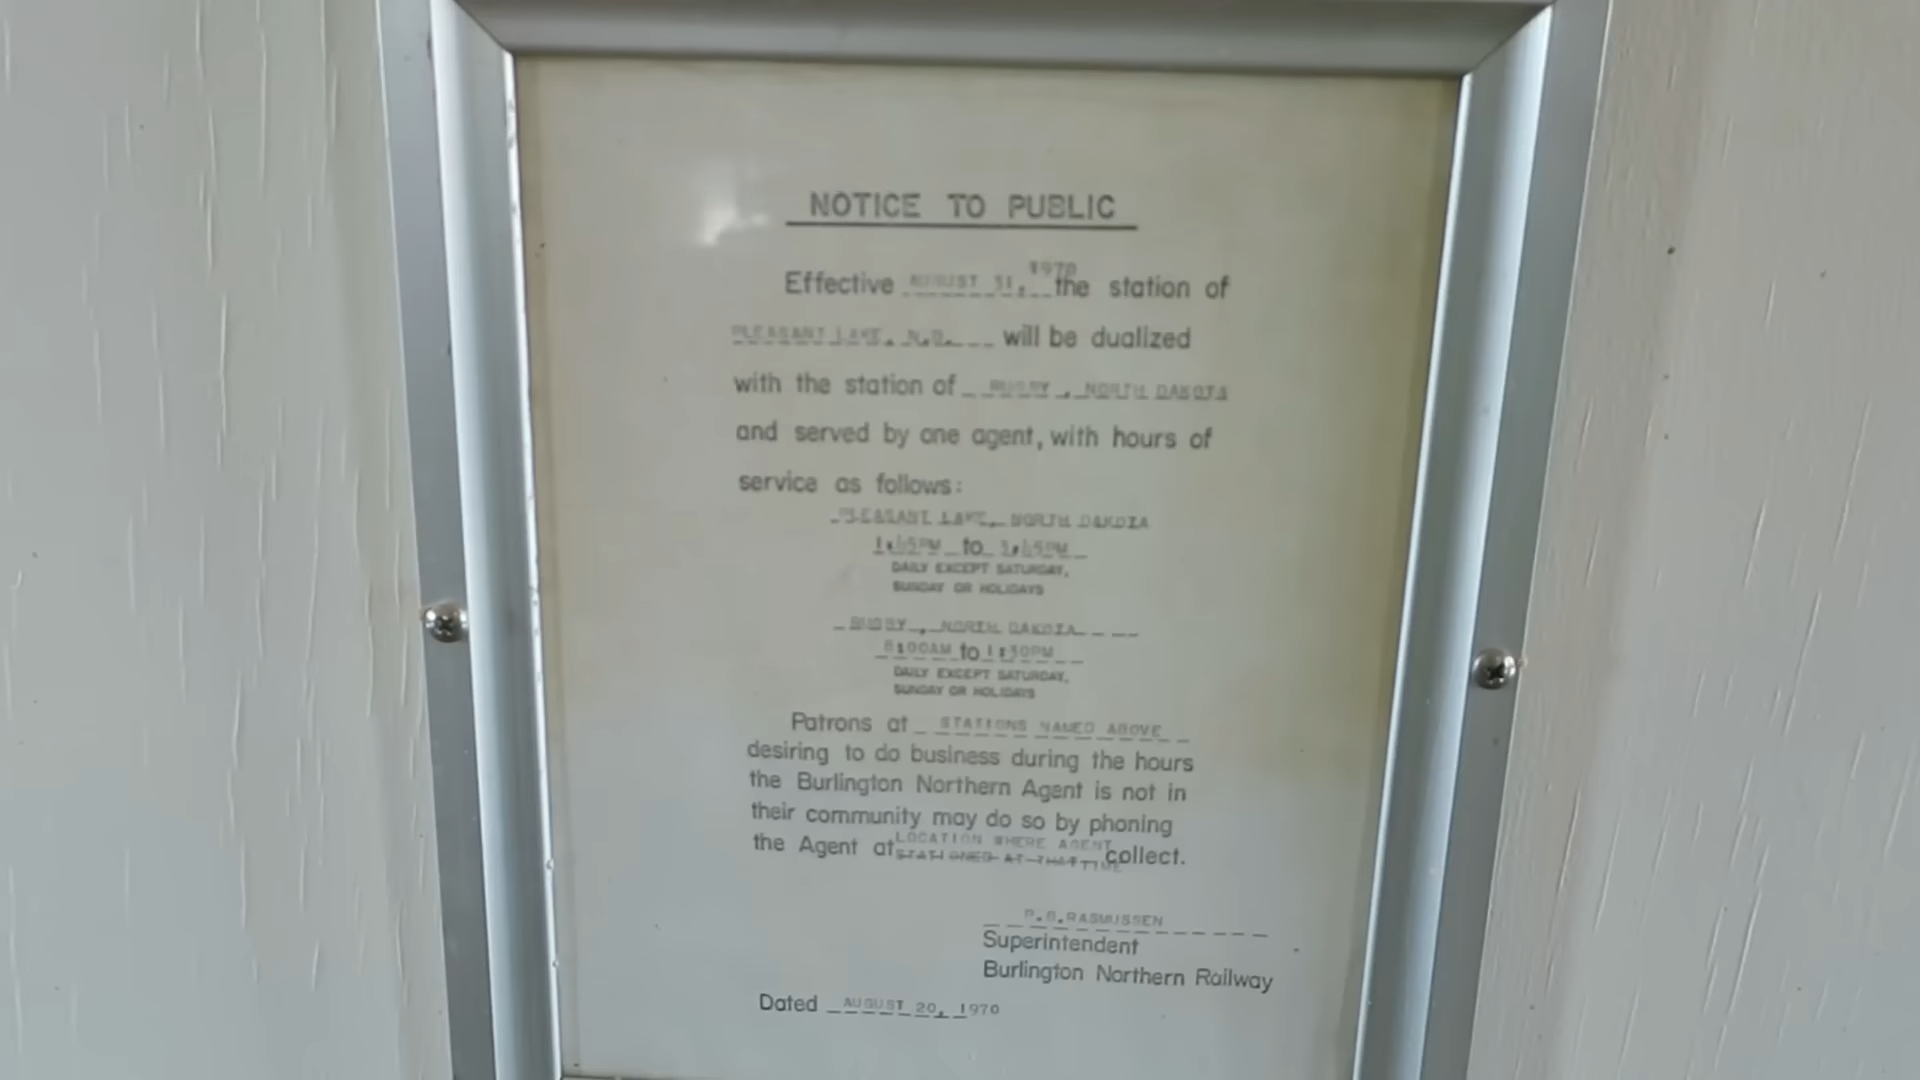 NOTICE TO PUBLIC
1970
Effective AUGUST 31, the station of
PLEASANT LAKE, N.D. will be dualized
with the station of RUGBY, NORTH DAKOTA
and served by one agent, with hours of
service as follows:
PLEASANT LAKE, NORTH DAKOTA
to
DAILY EXCEPT SATURDAY,
SUNDAY OR HOLIDAYS
RUGBY, NORTH DAKOTA
8:00AM to 1:30PM
DAILY EXCEPT SATURDAY,
SUNDAY OR HOLIDAYS
Patrons at STATIONS NAMED ABOVE
desiring to do business during the hours
the Burlington Northern Agent is not in
their community may do so by phoning
LOCATION WHERE AGENT
the Agent at STATIONED AT THAT TIME collect.
RASMUSSEN
Superintendent
Burlington Northern Railway
Dated AUGUST 20, 1970